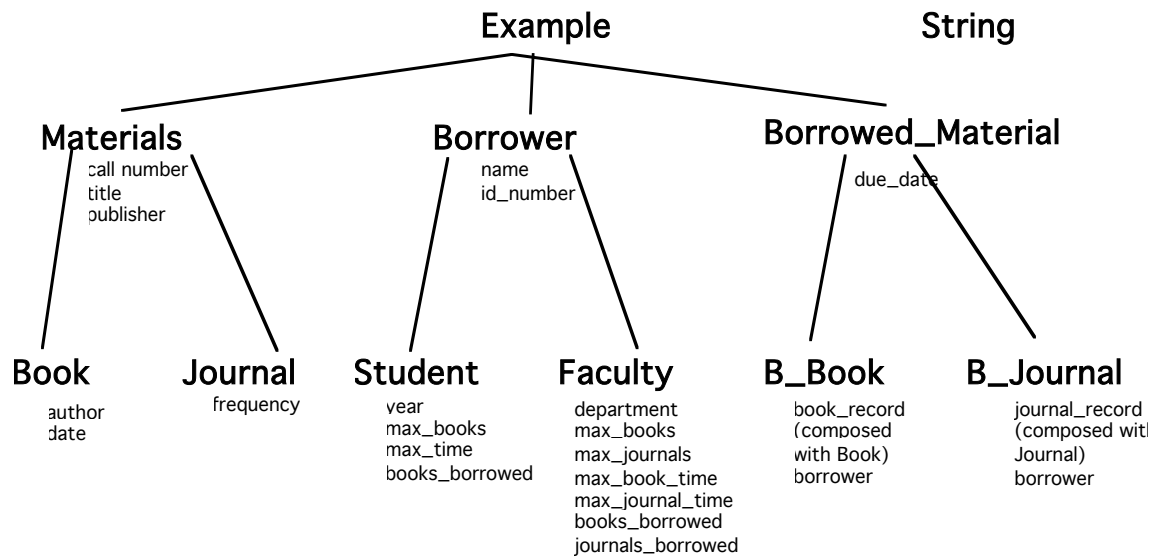 Example
String
Materials
call number
title
publisher
Borrower
name
id_number
Borrowed_Material
due_date
Book
author
date
Journal
frequency
Student
year
max_books
max_time
books_borrowed
Faculty
department
max_books
max_journals
max_book_time
max_journal_time
books_borrowed
journals_borrowed
B_Book
book_record
(composed
with Book)
borrower
B_Journal
journal_record
(composed with
Journal)
borrower